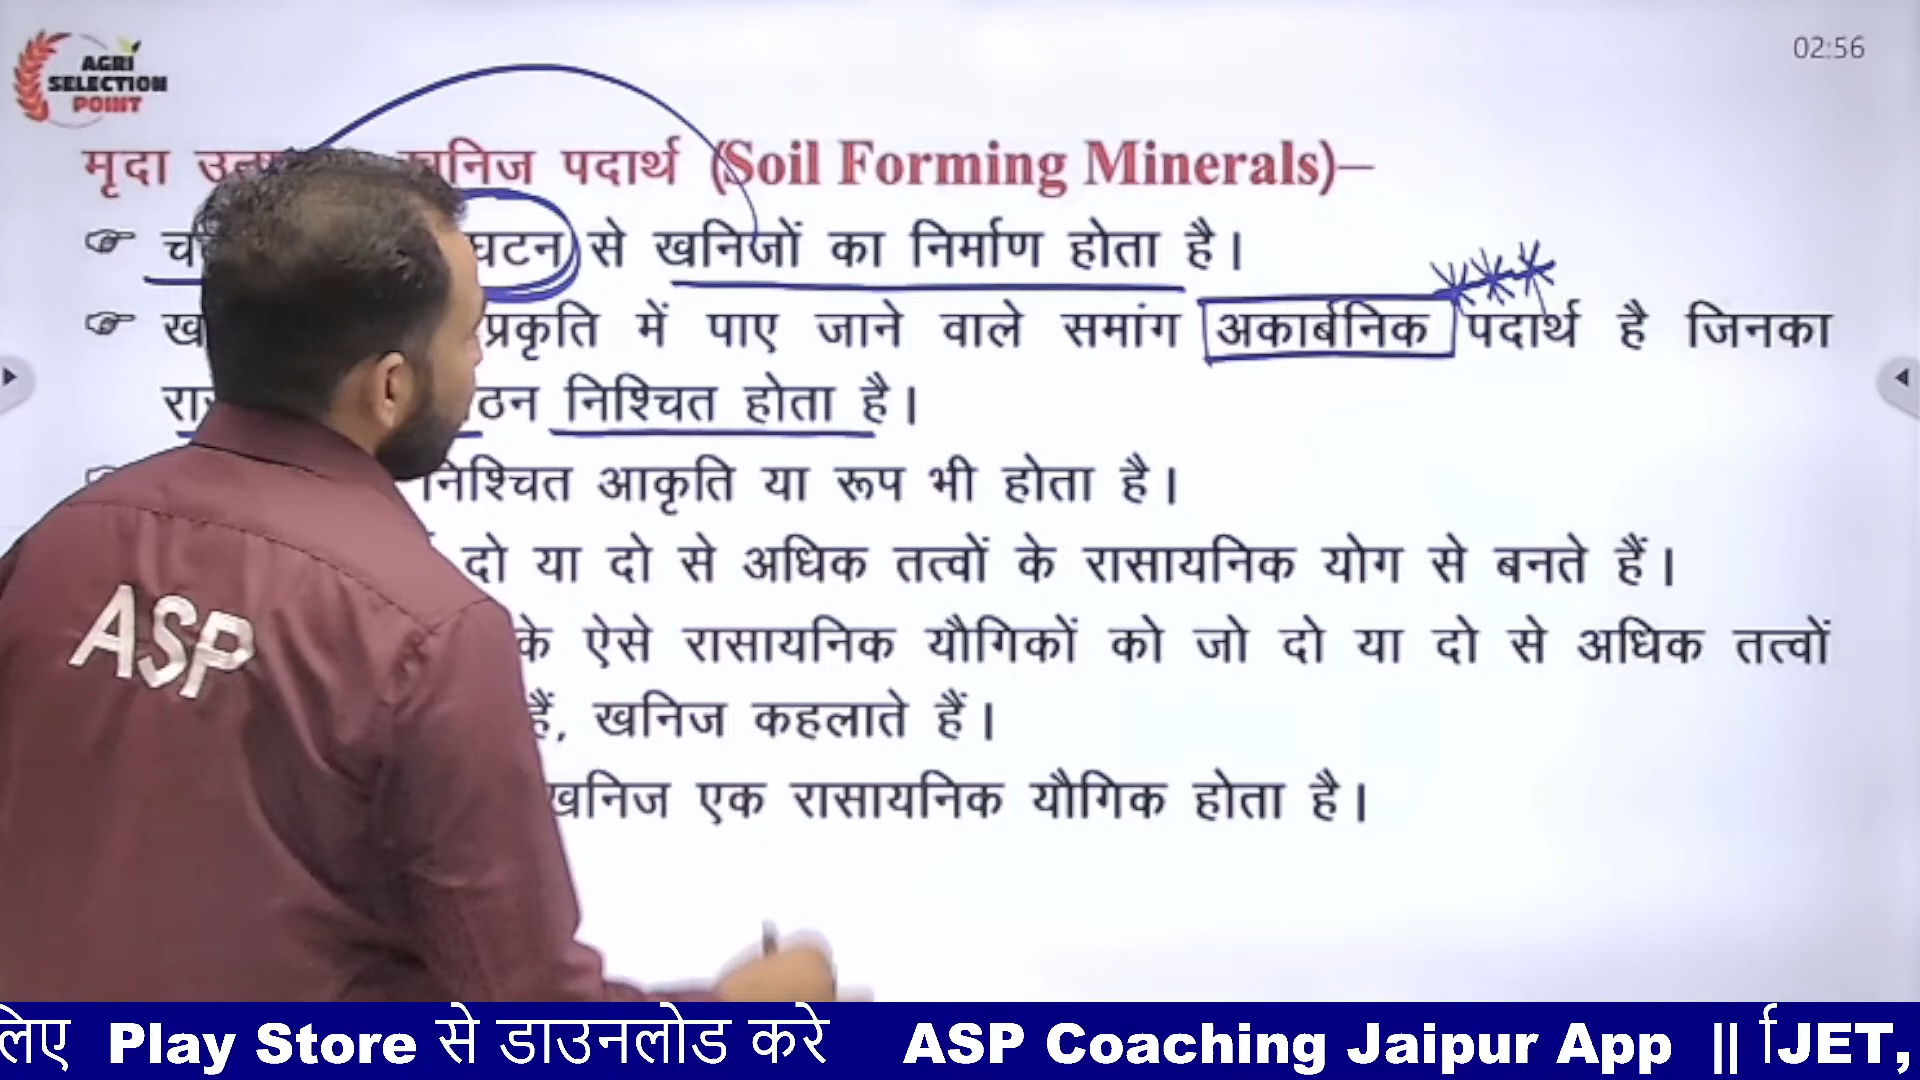 AGRI
SELECTION
POINT
02:56
मृदा खनिज पदार्थ (Soil Forming Minerals)–
से खनिजों का निर्माण होता है।
प्रकृति में पाए जाने वाले समांग अकार्बनिक पदार्थ है जिनका
निश्चित होता है।
निश्चित आकृति या रूप भी होता है।
दो या दो से अधिक तत्वों के रासायनिक योग से बनते हैं।
के ऐसे रासायनिक यौगिकों को जो दो या दो से अधिक तत्वों
हैं, खनिज कहलाते हैं।
खनिज एक रासायनिक यौगिक होता है।
ASP
लिए Play Store से डाउनलोड करे ASP Coaching Jaipur App || JET,